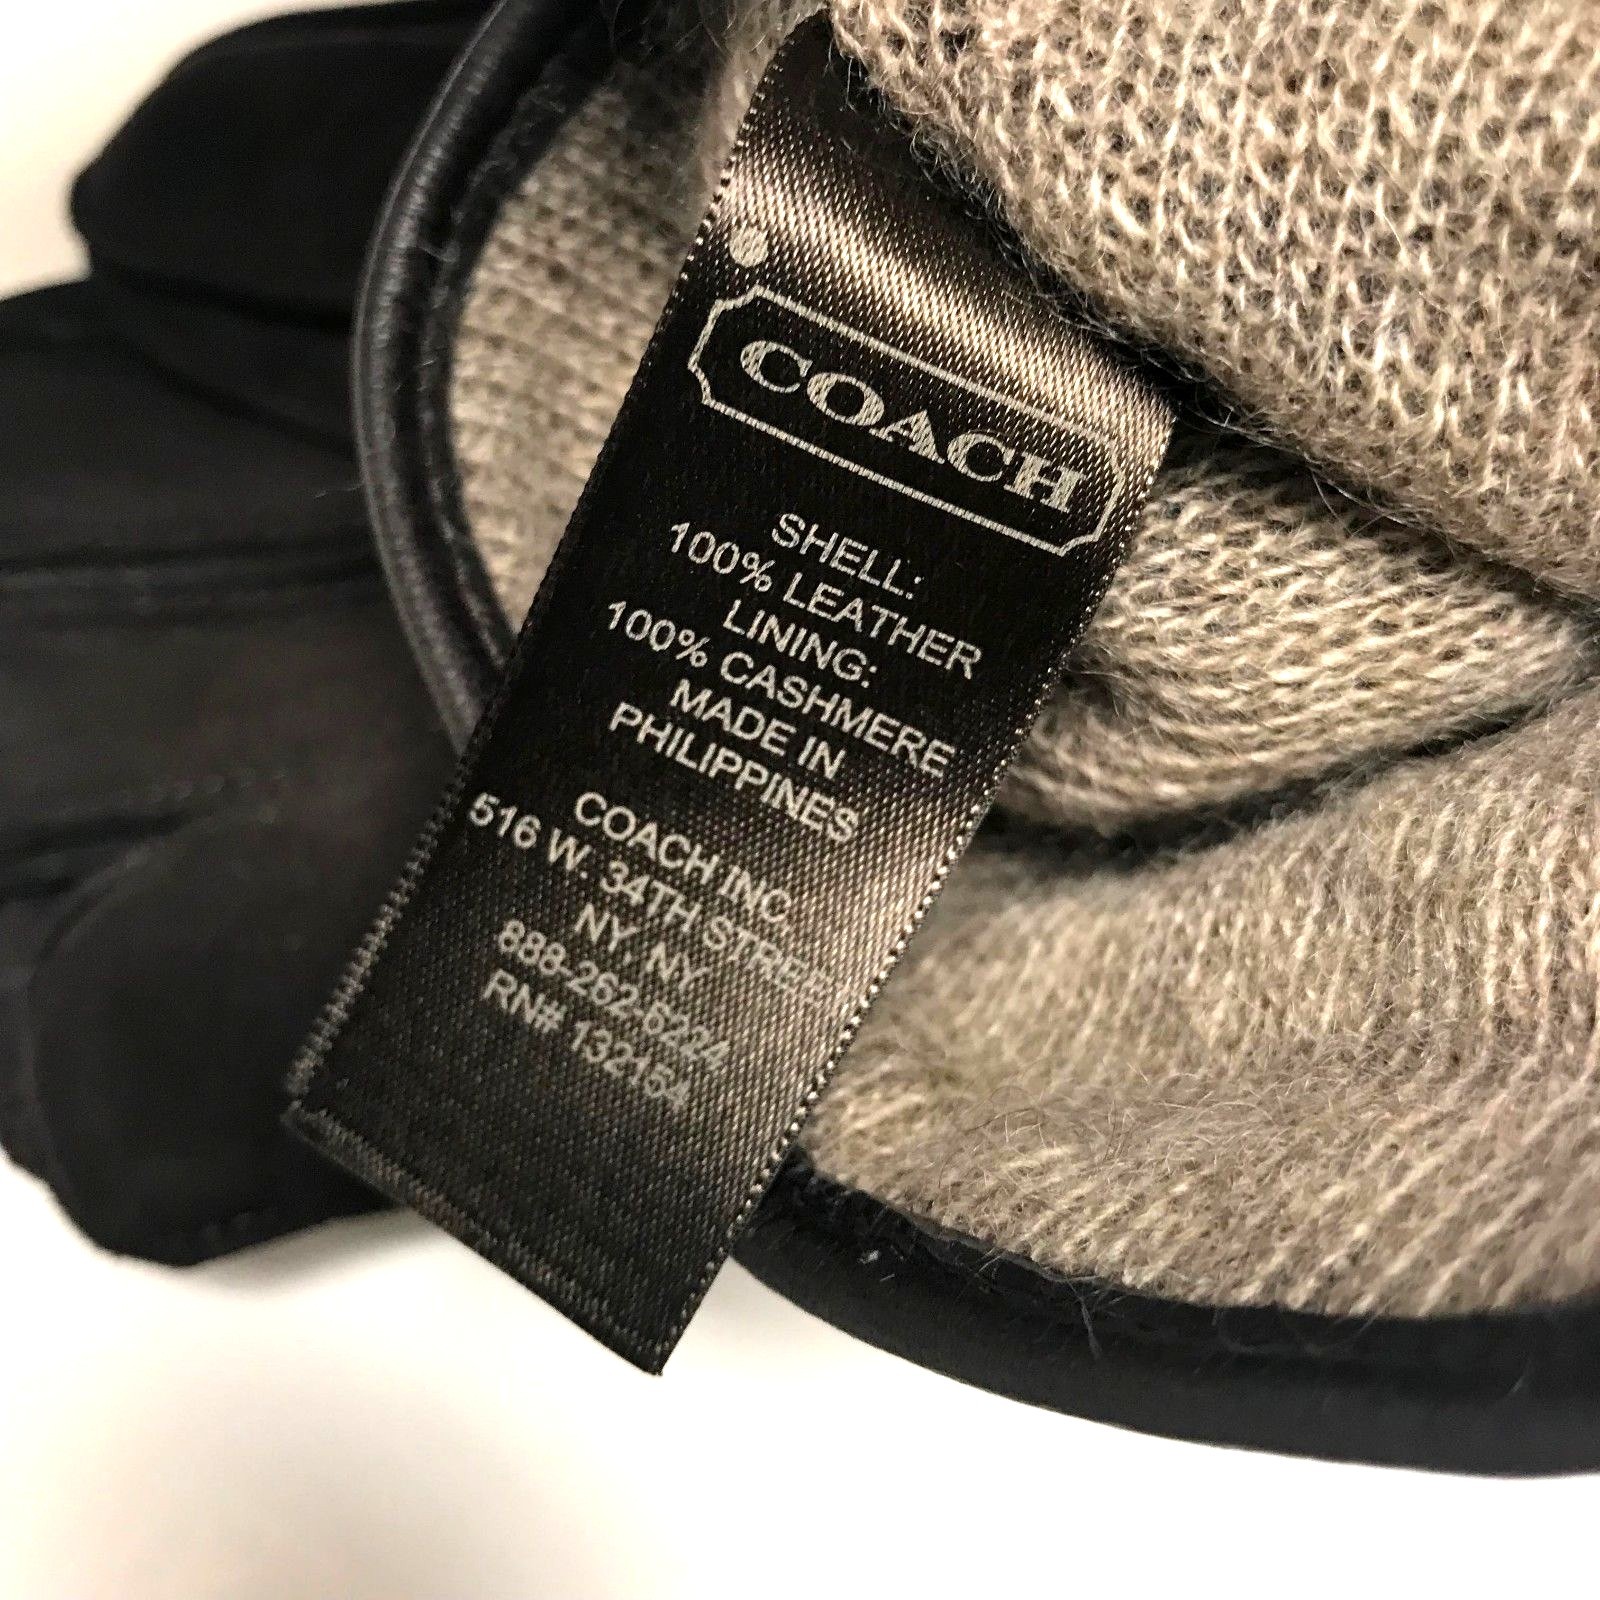 COACH
SHELL:
100% LEATHER
LINING:
100% CASHMERE
MADE IN
PHILIPPINES
COACH INC.
516 W. 34TH STREET
NY, NY
888-262-6224
RN# 13215A